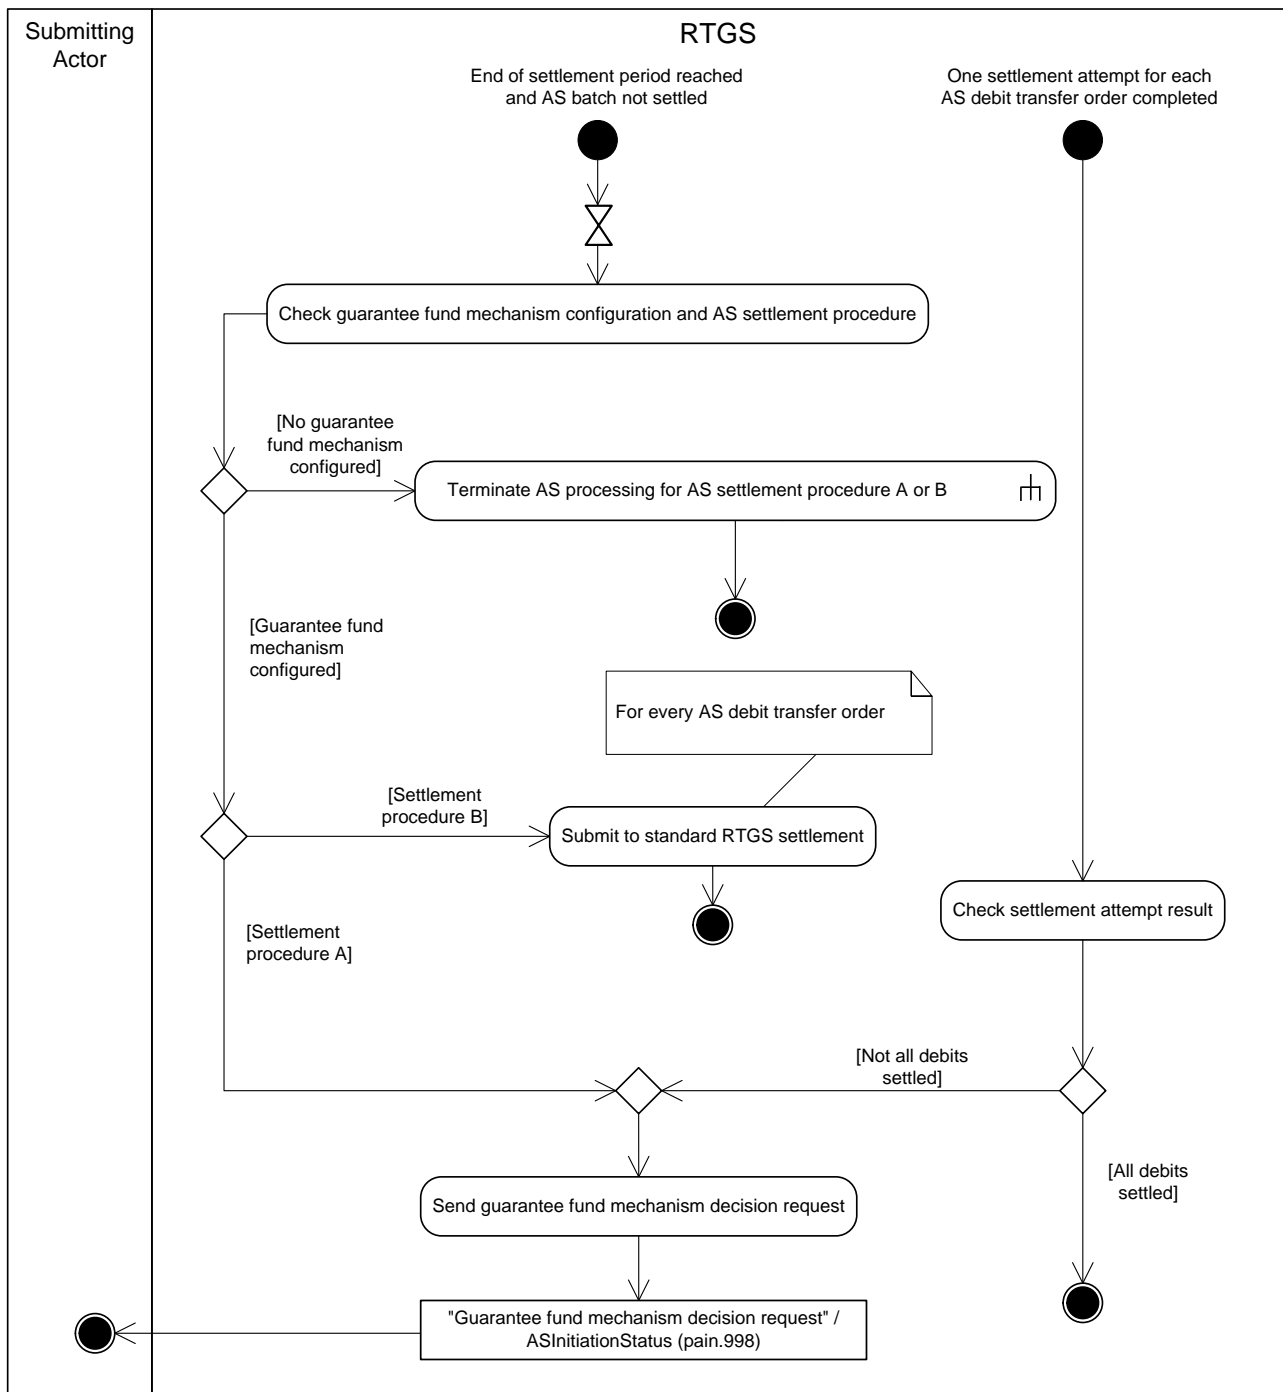 Submitting
Actor
RTGS
End of settlement period reached
and AS batch not settled
One settlement attempt for each
AS debit transfer order completed
Check guarantee fund mechanism configuration and AS settlement procedure
[No guarantee
fund mechanism
configured]
Terminate AS processing for AS settlement procedure A or B
[Guarantee fund
mechanism
configured]
For every AS debit transfer order
[Settlement
procedure B]
Submit to standard RTGS settlement
Check settlement attempt result
[Settlement
procedure A]
[Not all debits
settled]
[All debits
settled]
Send guarantee fund mechanism decision request
"Guarantee fund mechanism decision request" /
ASInitiationStatus (pain.998)